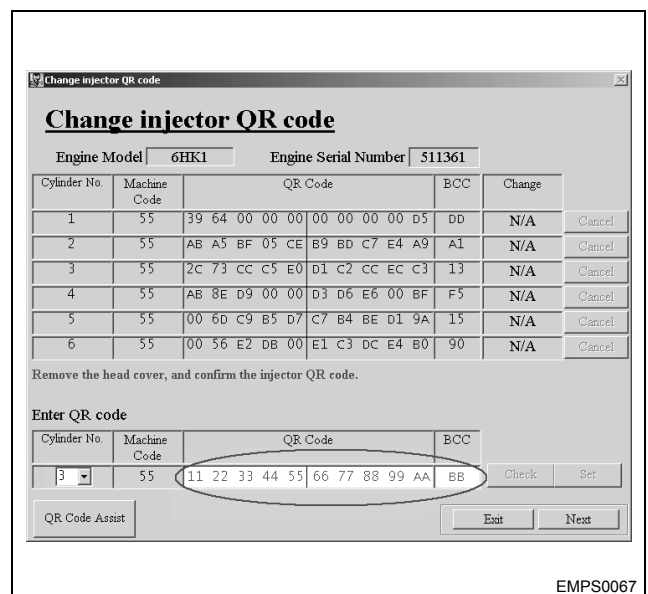 Change injector QR code
Change injector QR code
Engine Model 6HK1 Engine Serial Number 511361
Cylinder No. Machine Code QR Code BCC Change
1 55 39 64 00 00 00 00 00 00 00 D5 DD N/A Cancel
2 55 AB A5 BF 05 CE B9 BD C7 E4 A9 A1 N/A Cancel
3 55 2C 73 CC C5 E0 D1 C2 CC EC C3 13 N/A Cancel
4 55 AB 8E D9 00 00 D3 D6 E6 00 BF F5 N/A Cancel
5 55 00 6D C9 B5 D7 C7 B4 BE D1 9A 15 N/A Cancel
6 55 00 56 E2 DB 00 E1 C3 DC E4 B0 90 N/A Cancel
Remove the head cover, and confirm the injector QR code.
Enter QR code
Cylinder No. Machine Code QR Code BCC
3 55 11 22 33 44 55 66 77 88 99 AA BB Check Set
QR Code Assist Exit Next
EMPS0067